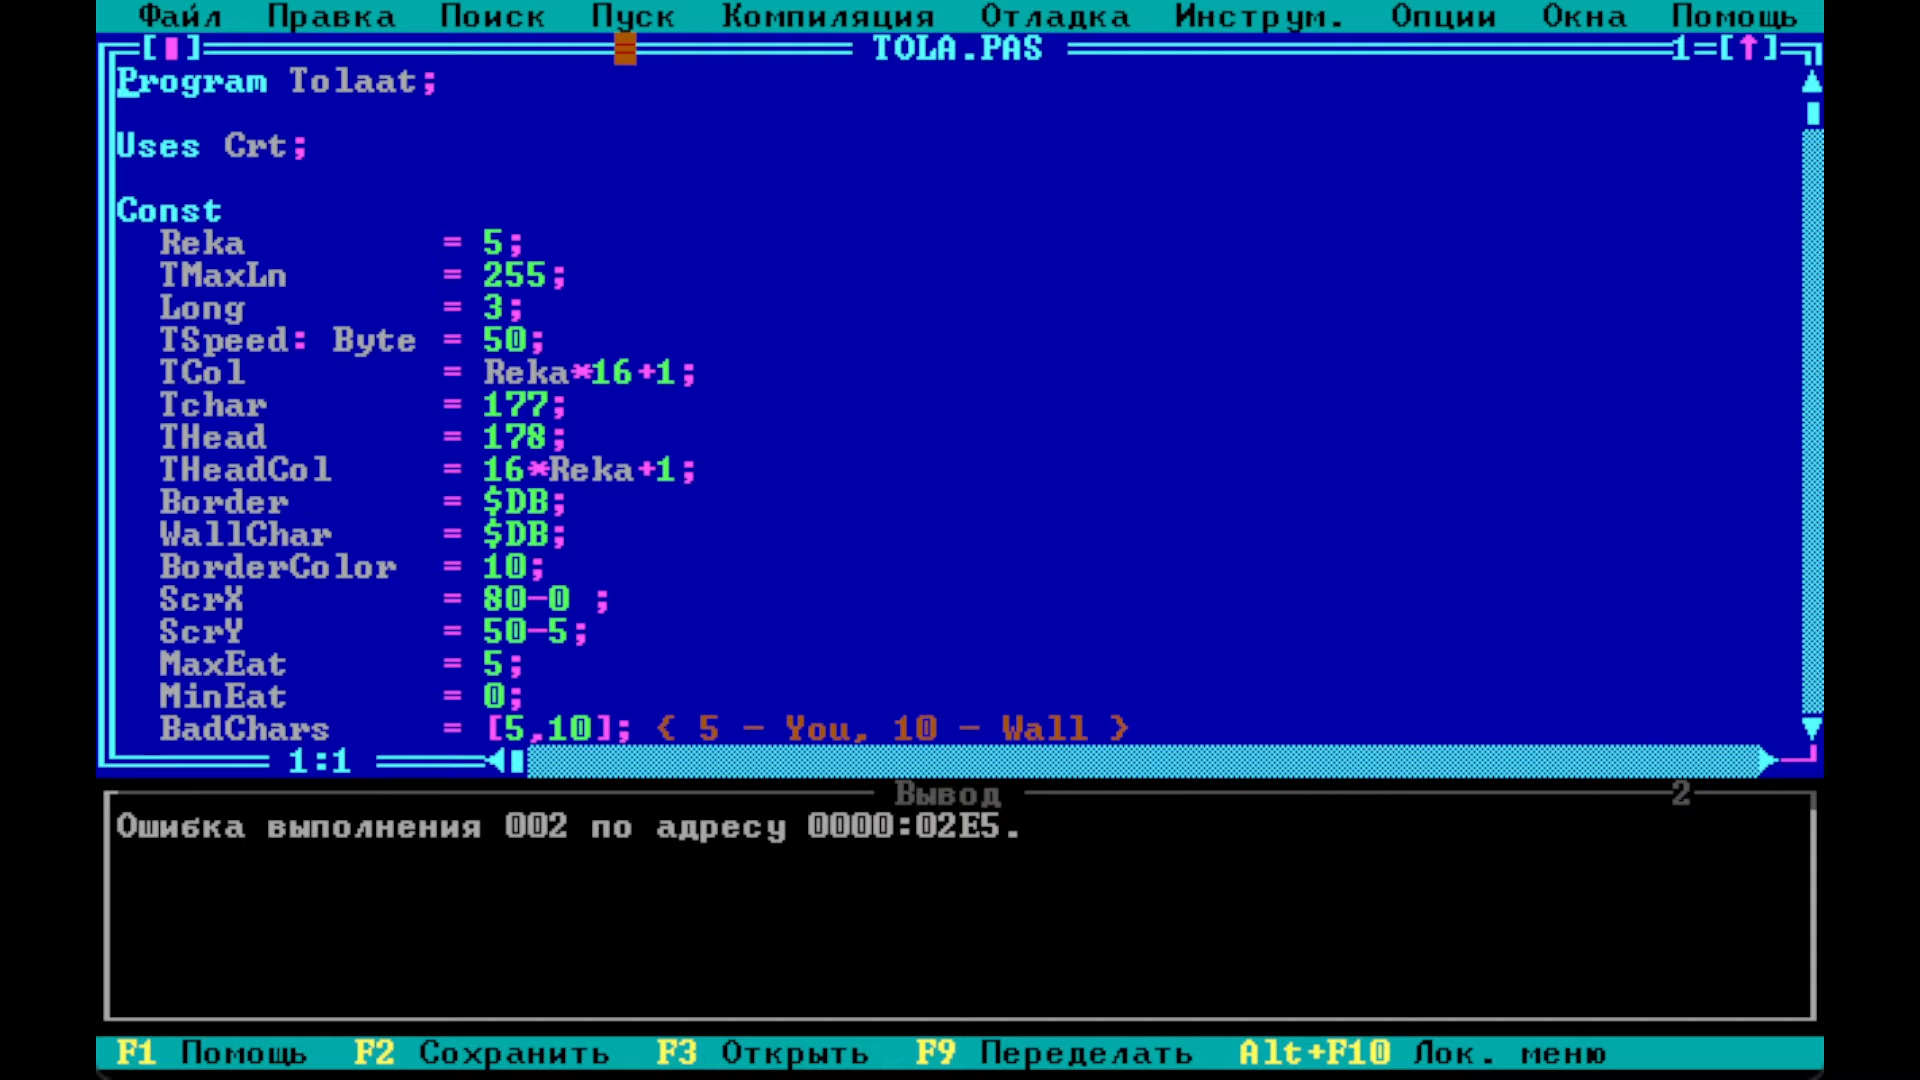 Файл Правка Поиск Пуск Компиляция Отладка Инструм. Опции Окна Помощь
[▮] TOLA.PAS 1=[↑]
Program Tolaat;
Uses Crt;
Const
Reka = 5;
TMaxLn = 255;
Long = 3;
TSpeed: Byte = 50;
TCol = Reka*16+1;
Tchar = 177;
THead = 178;
THeadCol = 16*Reka+1;
Border = $DB;
WallChar = $DB;
BorderColor = 10;
ScrX = 80-0 ;
ScrY = 50-5;
MaxEat = 5;
MinEat = 0;
BadChars = [5,10]; { 5 - You, 10 - Wall }
1:1
Вывод 2
Ошибка выполнения 002 по адресу 0000:02E5.
F1 Помощь F2 Сохранить F3 Открыть F9 Переделать Alt+F10 Лок. меню